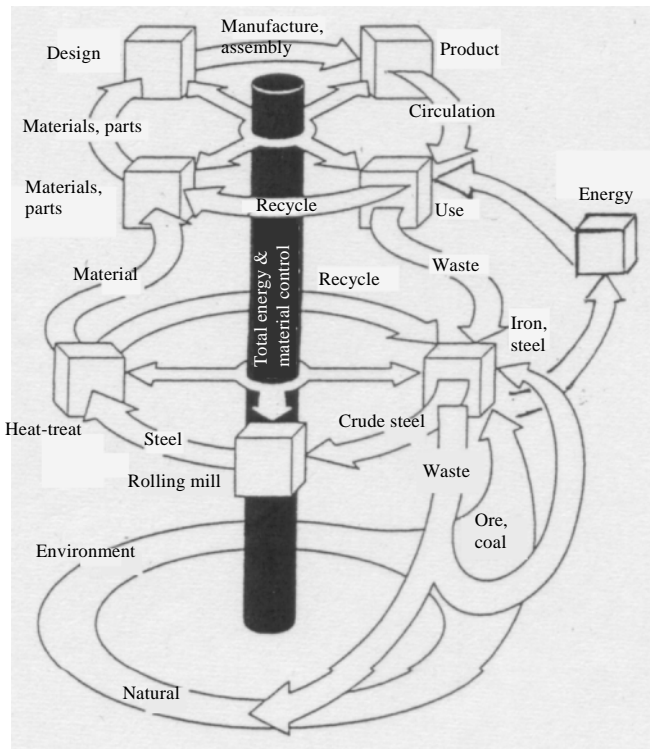 Manufacture,
assembly
Design
Product
Circulation
Materials, parts
Materials,
parts
Energy
Recycle
Use
Total energy &
material control
Material
Recycle
Waste
Iron,
steel
Heat-treat
Steel
Crude steel
Rolling mill
Waste
Ore,
coal
Environment
Natural